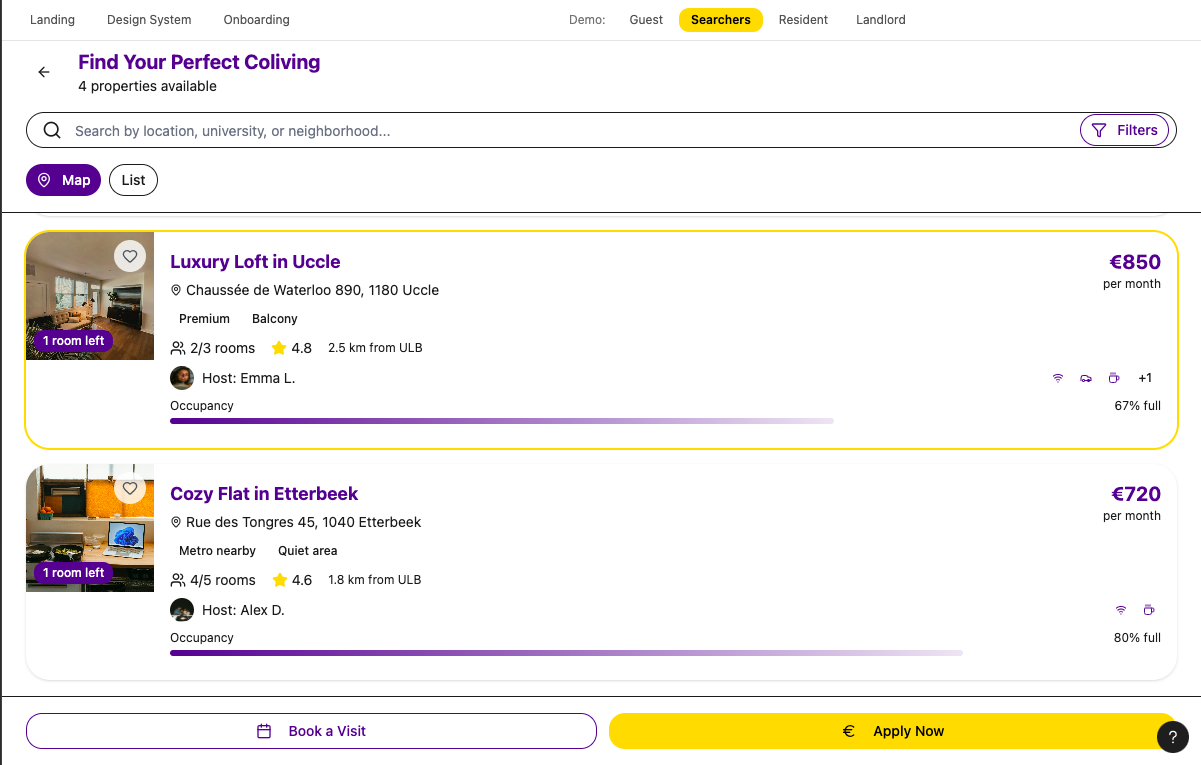 Landing Design System Onboarding Demo: Guest Searchers Resident Landlord
Find Your Perfect Coliving
4 properties available
Search by location, university, or neighborhood...
Filters
Map
List
1 room left
Luxury Loft in Uccle
€850
Chaussée de Waterloo 890, 1180 Uccle
per month
Premium Balcony
2/3 rooms 4.8 2.5 km from ULB
Host: Emma L.
+1
Occupancy
67% full
1 room left
Cozy Flat in Etterbeek
€720
Rue des Tongres 45, 1040 Etterbeek
per month
Metro nearby Quiet area
4/5 rooms 4.6 1.8 km from ULB
Host: Alex D.
Occupancy
80% full
Book a Visit
€ Apply Now
?